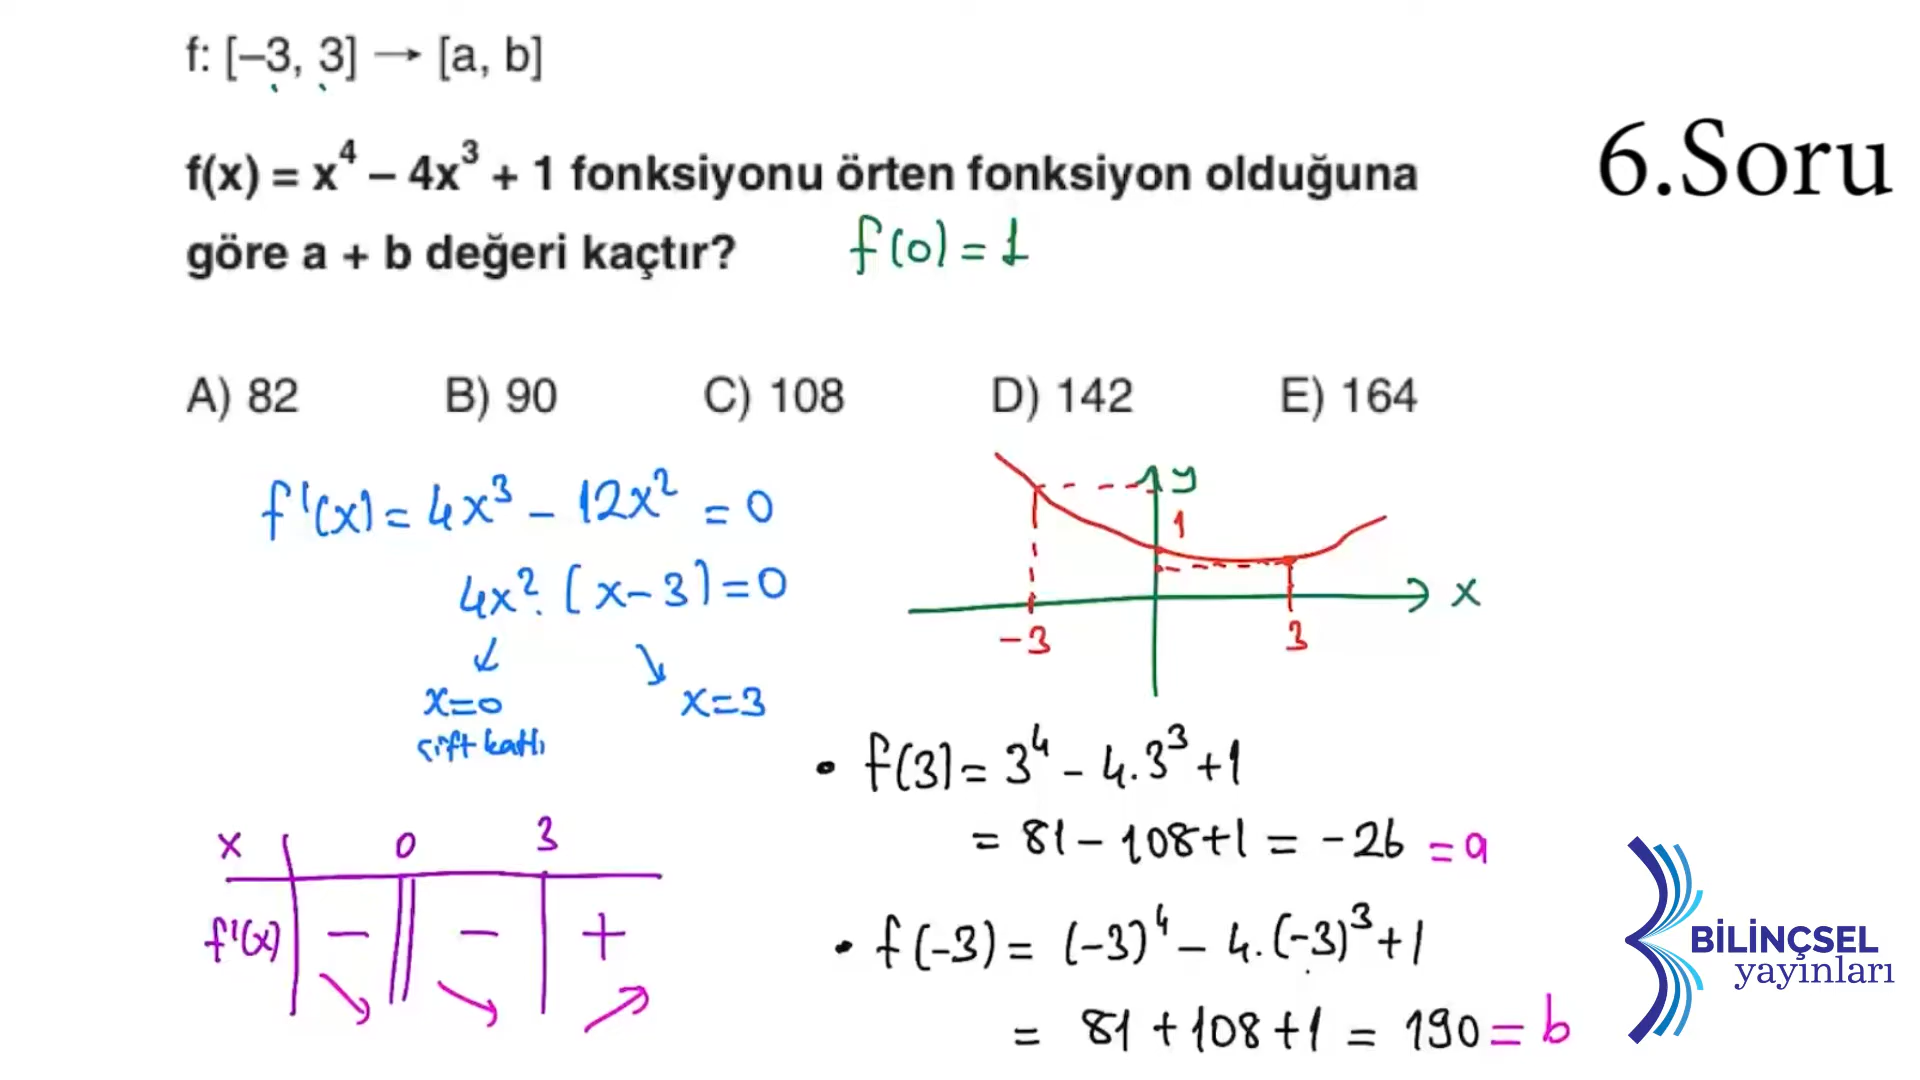 f: [–3, 3] → [a, b]
6.Soru
f(x) = x⁴ – 4x³ + 1 fonksiyonu örten fonksiyon olduğuna
göre a + b değeri kaçtır?
f(0) = 1
A) 82 B) 90 C) 108 D) 142 E) 164
f'(x) = 4x³ – 12x² = 0
4x² . (x – 3) = 0
x=0
x=3
çift katlı
y
1
x
-3
3
• f(3) = 3⁴ – 4.3³ + 1
= 81 – 108 + 1 = –26 = a
• f(-3) = (-3)⁴ – 4.(-3)³ + 1
= 81 + 108 + 1 = 190 = b
x 0 3
f'(x) – – +
BİLİNÇSEL
yayınları